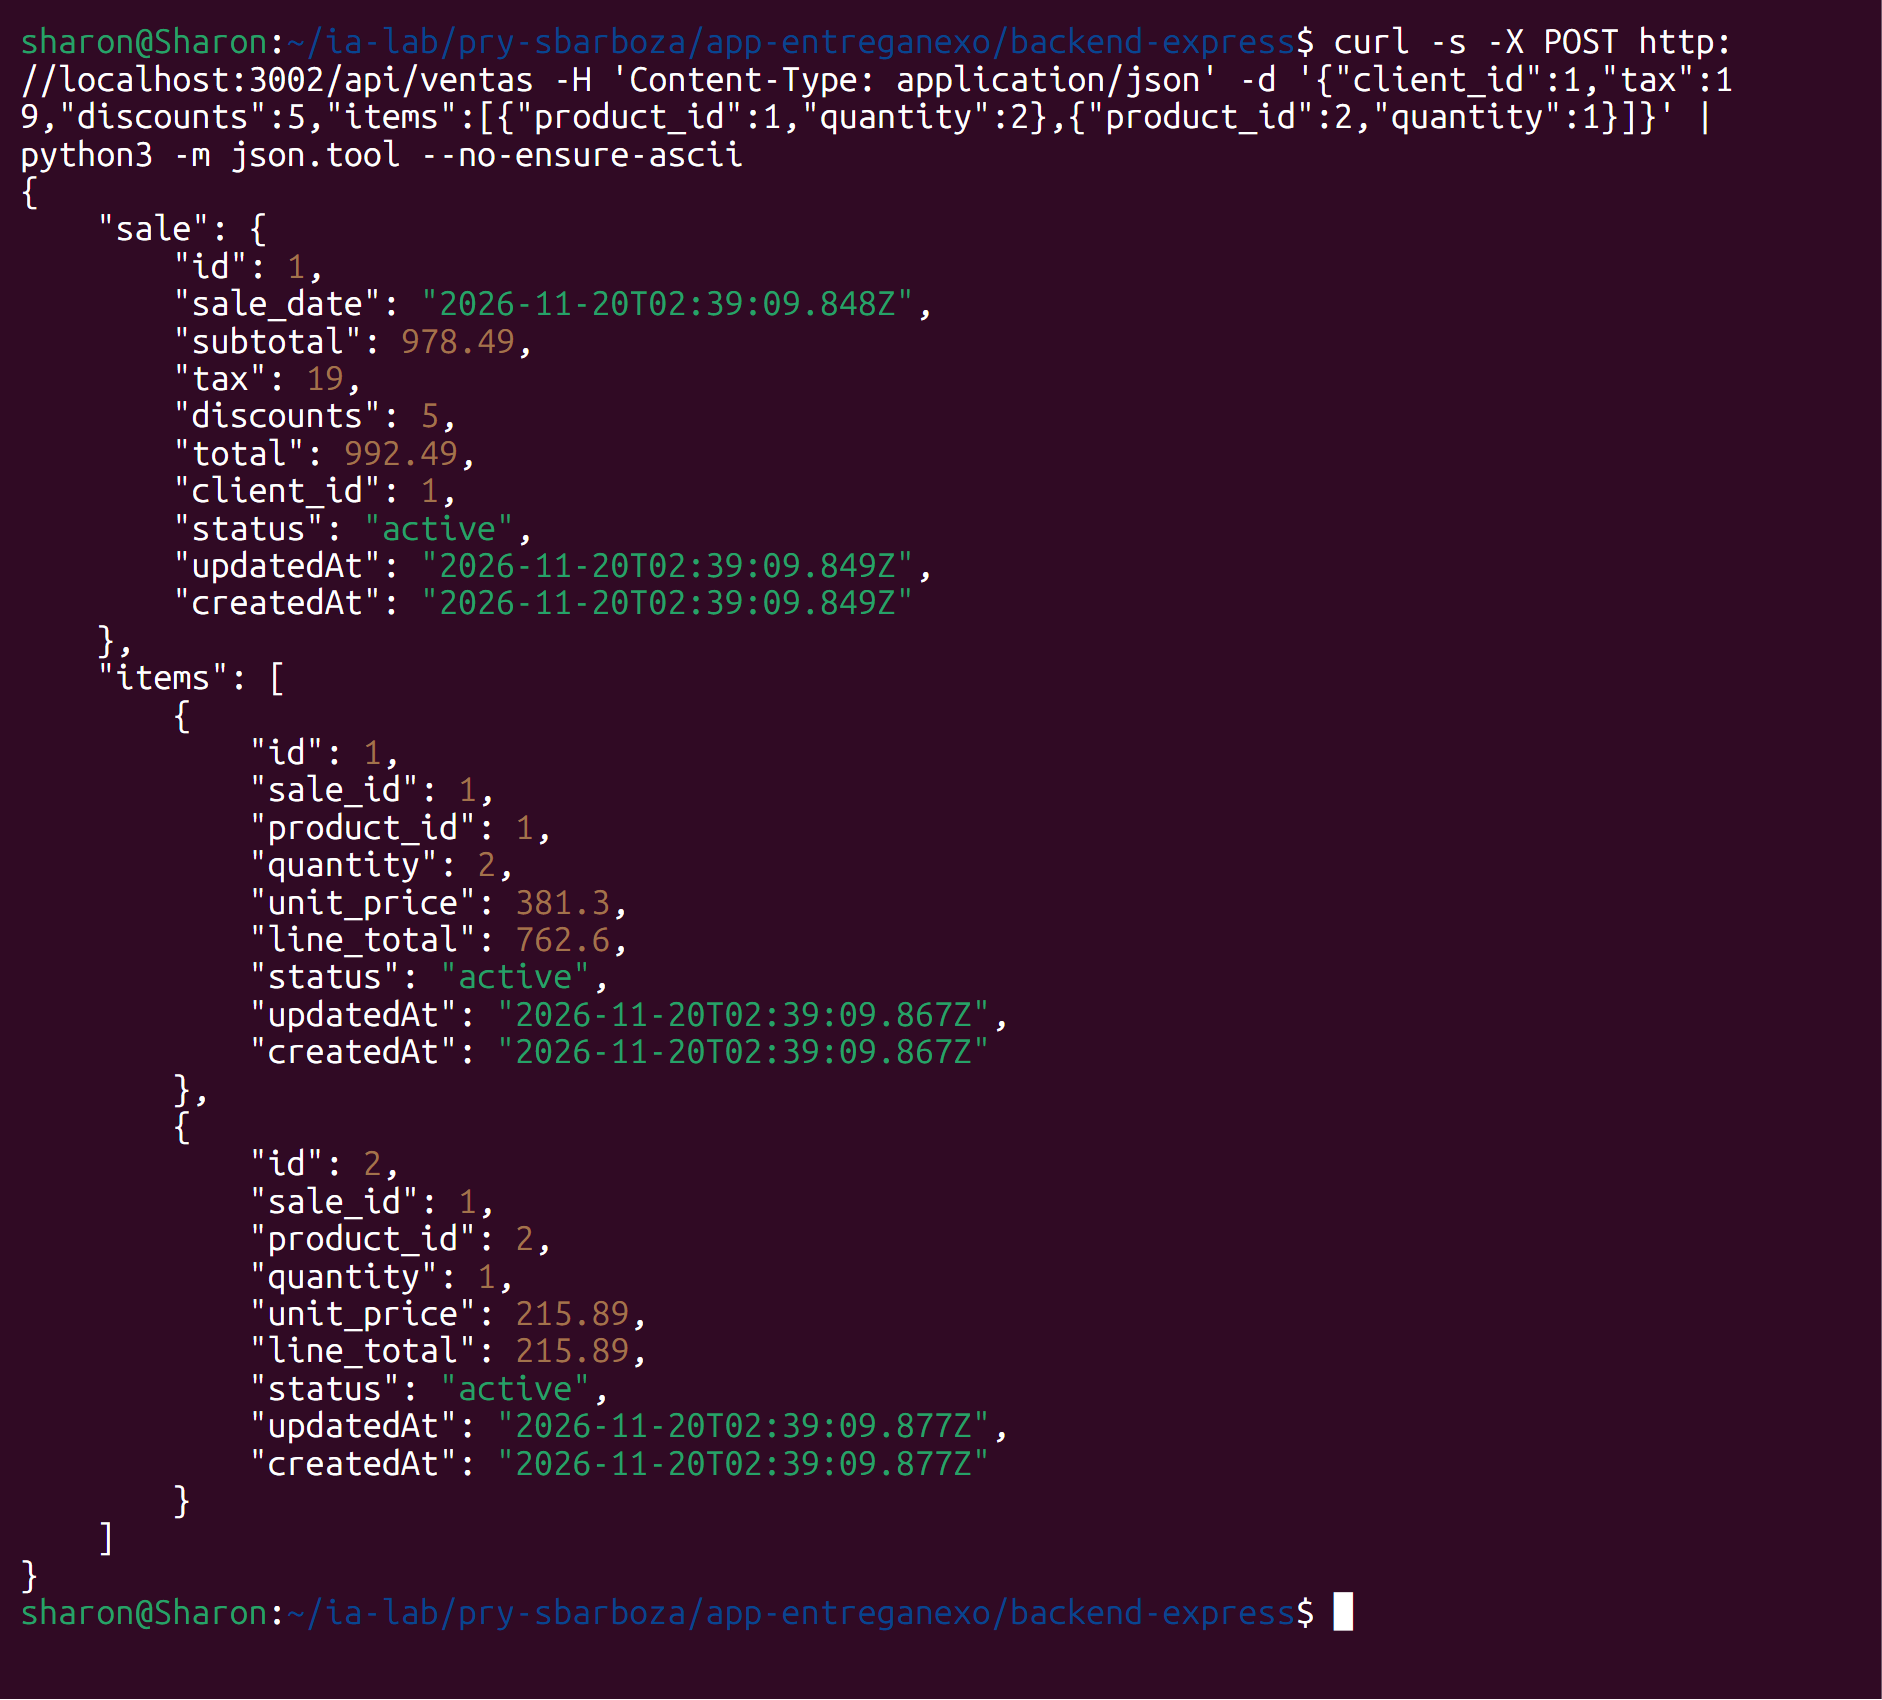 sharon@Sharon:~/ia-lab/pry-sbarboza/app-entreganexo/backend-express$ curl -s -X POST http:
//localhost:3002/api/ventas -H 'Content-Type: application/json' -d '{"client_id":1,"tax":1
9,"discounts":5,"items":[{"product_id":1,"quantity":2},{"product_id":2,"quantity":1}]}' |
python3 -m json.tool --no-ensure-ascii
{
    "sale": {
        "id": 1,
        "sale_date": "2026-11-20T02:39:09.848Z",
        "subtotal": 978.49,
        "tax": 19,
        "discounts": 5,
        "total": 992.49,
        "client_id": 1,
        "status": "active",
        "updatedAt": "2026-11-20T02:39:09.849Z",
        "createdAt": "2026-11-20T02:39:09.849Z"
    },
    "items": [
        {
            "id": 1,
            "sale_id": 1,
            "product_id": 1,
            "quantity": 2,
            "unit_price": 381.3,
            "line_total": 762.6,
            "status": "active",
            "updatedAt": "2026-11-20T02:39:09.867Z",
            "createdAt": "2026-11-20T02:39:09.867Z"
        },
        {
            "id": 2,
            "sale_id": 1,
            "product_id": 2,
            "quantity": 1,
            "unit_price": 215.89,
            "line_total": 215.89,
            "status": "active",
            "updatedAt": "2026-11-20T02:39:09.877Z",
            "createdAt": "2026-11-20T02:39:09.877Z"
        }
    ]
}
sharon@Sharon:~/ia-lab/pry-sbarboza/app-entreganexo/backend-express$